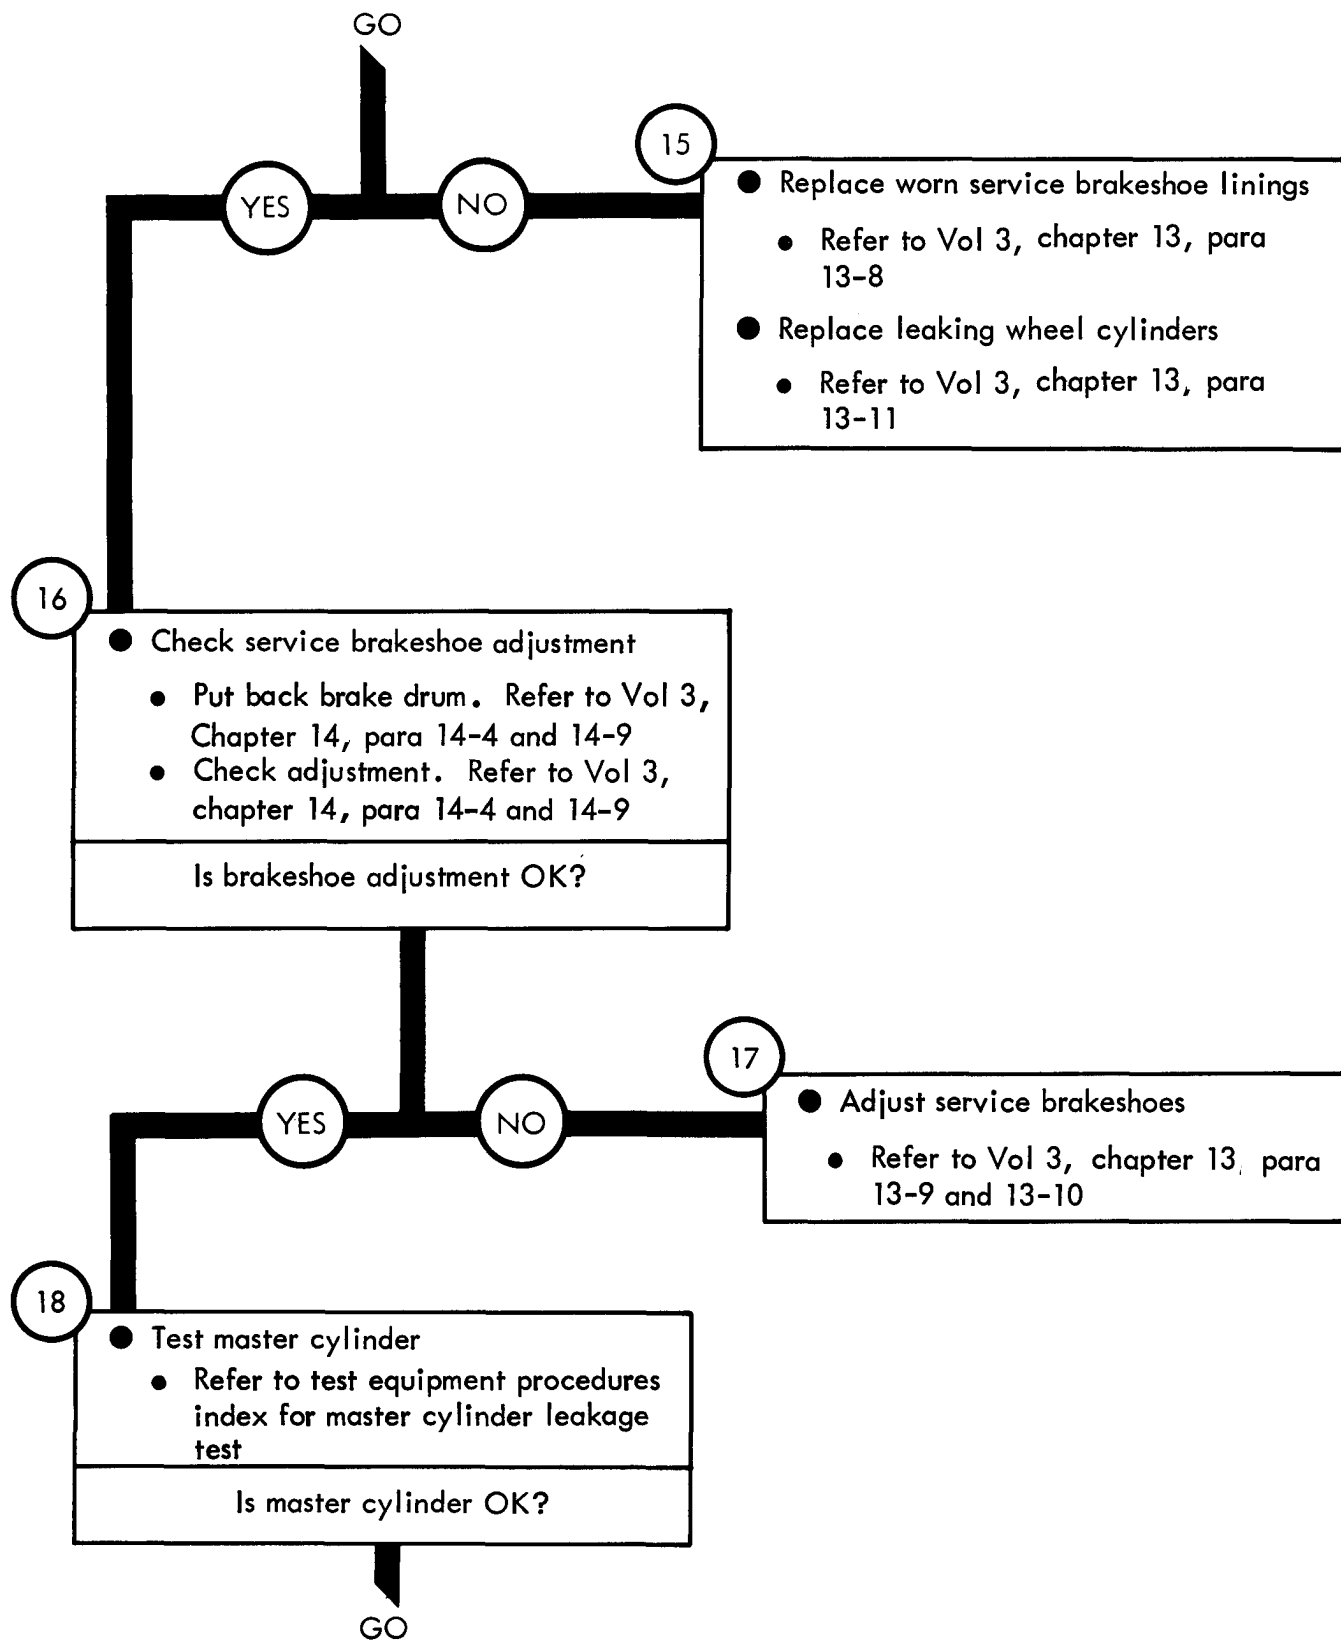 GO
YES
NO
15
● Replace worn service brakeshoe linings
● Refer to Vol 3, chapter 13, para
13-8
● Replace leaking wheel cylinders
● Refer to Vol 3, chapter 13, para
13-11
16
● Check service brakeshoe adjustment
● Put back brake drum. Refer to Vol 3,
Chapter 14, para 14-4 and 14-9
● Check adjustment. Refer to Vol 3,
chapter 14, para 14-4 and 14-9
Is brakeshoe adjustment OK?
YES
NO
17
● Adjust service brakeshoes
● Refer to Vol 3, chapter 13, para
13-9 and 13-10
18
● Test master cylinder
● Refer to test equipment procedures
index for master cylinder leakage
test
Is master cylinder OK?
GO